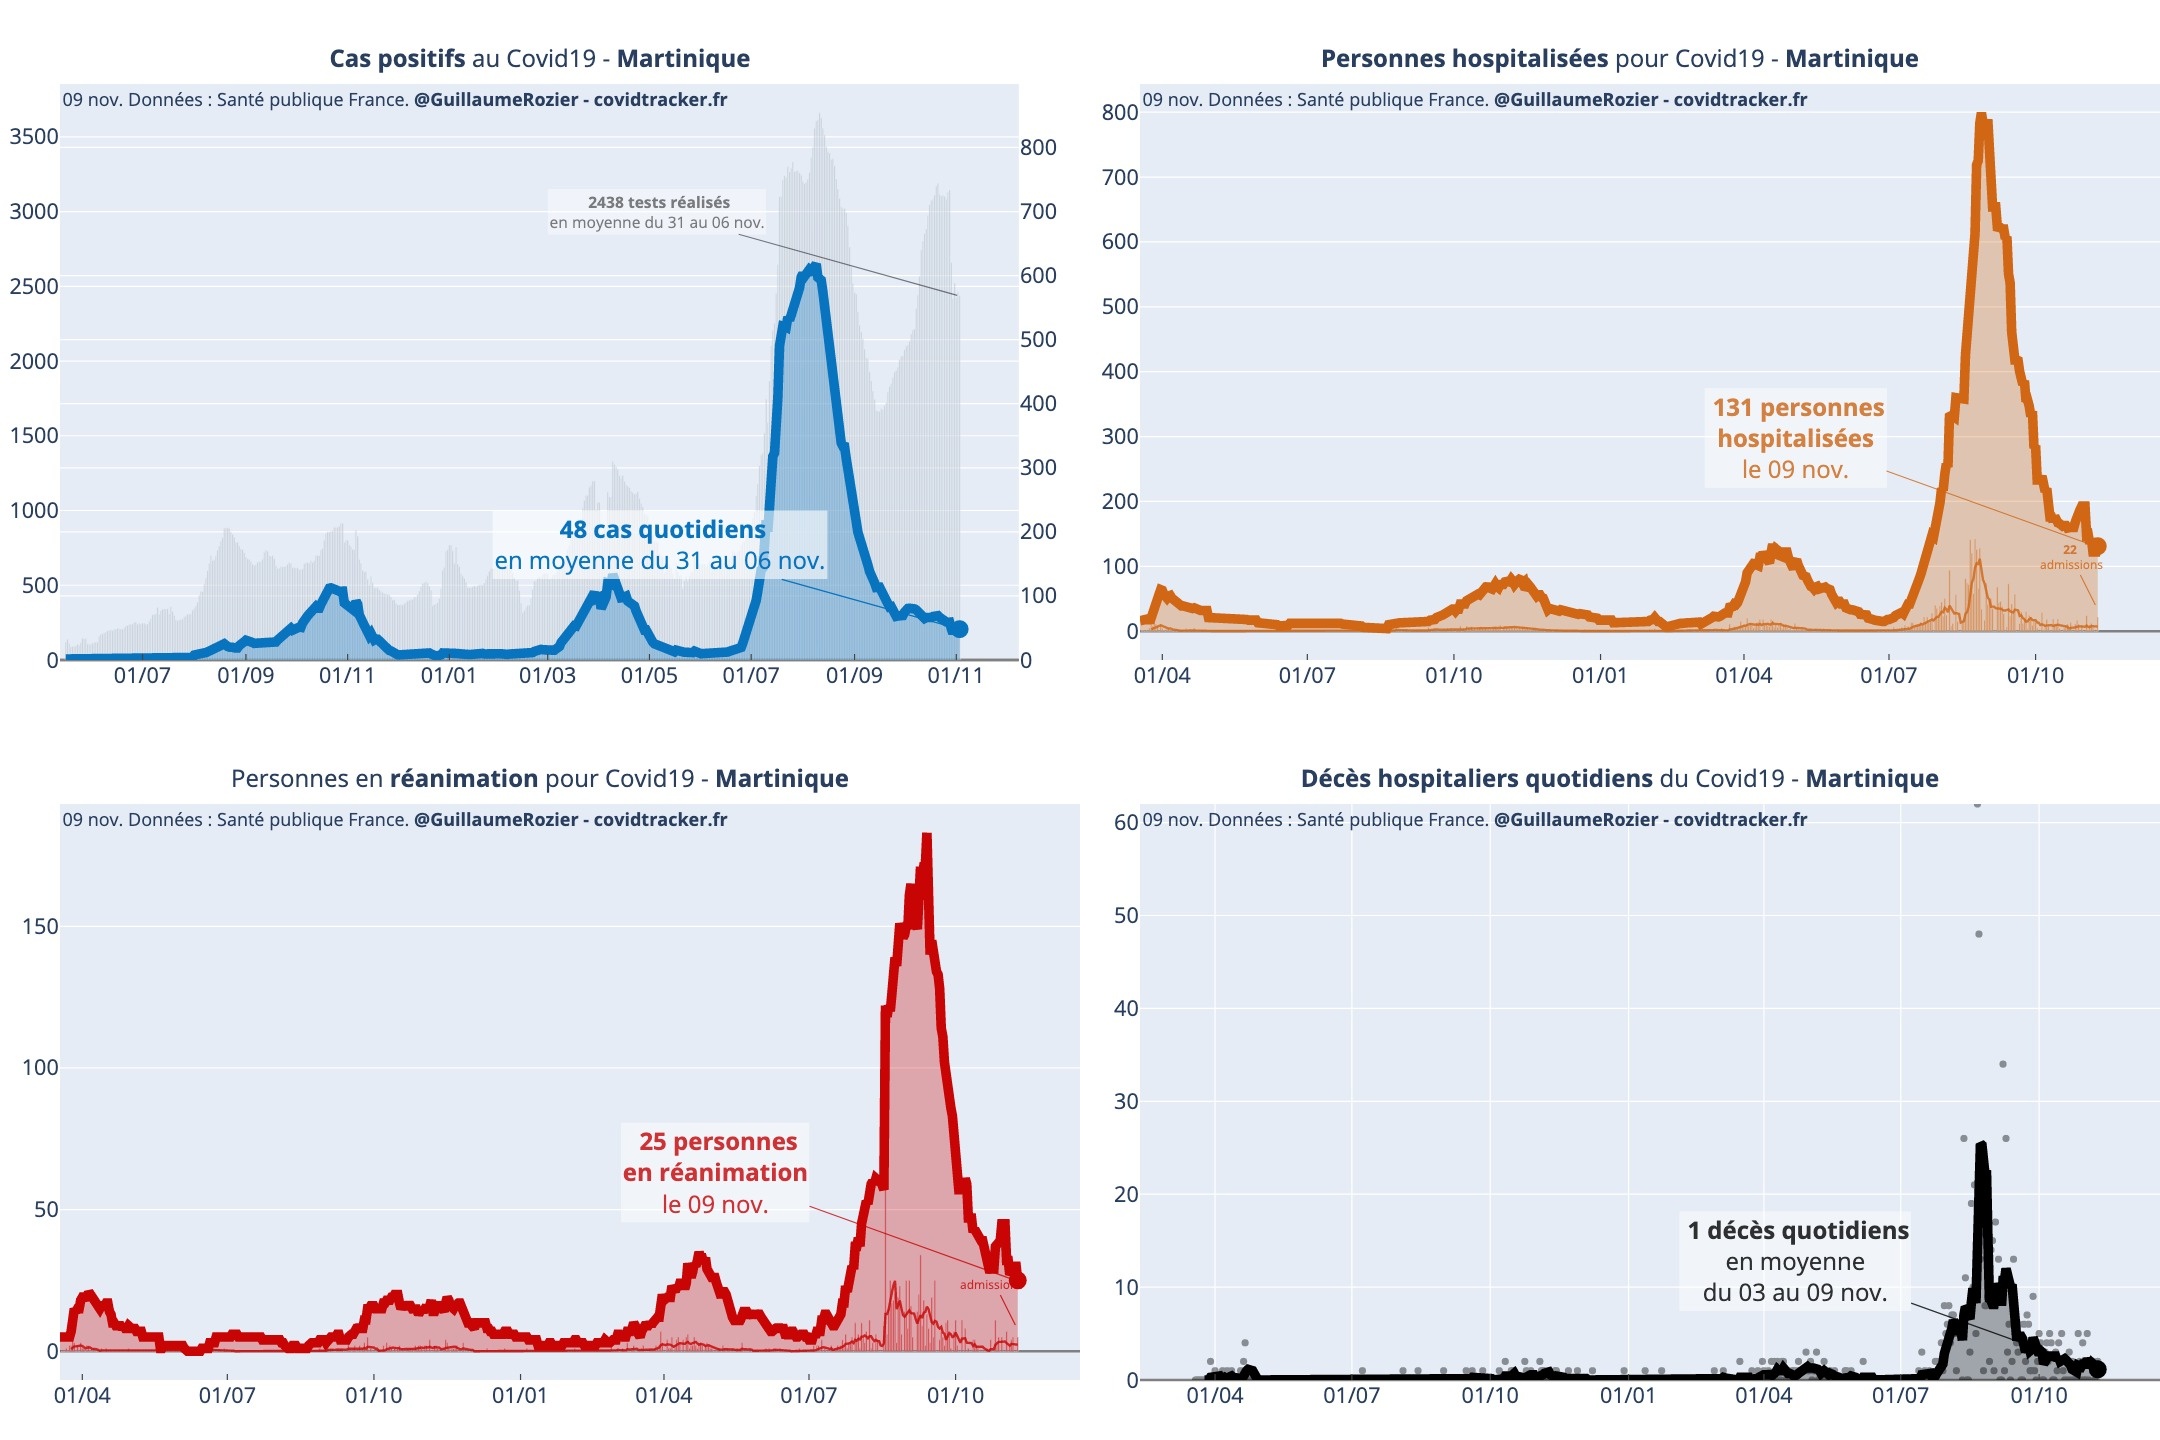 Cas positifs au Covid19 - Martinique
09 nov. Données : Santé publique France. @GuillaumeRozier - covidtracker.fr
3500
3000
2500
2000
1500
1000
500
0
800
700
600
500
400
300
200
100
0
2438 tests réalisés
en moyenne du 31 au 06 nov.
48 cas quotidiens
en moyenne du 31 au 06 nov.
01/07 01/09 01/11 01/01 01/03 01/05 01/07 01/09 01/11
Personnes hospitalisées pour Covid19 - Martinique
09 nov. Données : Santé publique France. @GuillaumeRozier - covidtracker.fr
800
700
600
500
400
300
200
100
0
131 personnes
hospitalisées
le 09 nov.
22
admissions
01/04 01/07 01/10 01/01 01/04 01/07 01/10
Personnes en réanimation pour Covid19 - Martinique
09 nov. Données : Santé publique France. @GuillaumeRozier - covidtracker.fr
150
100
50
0
25 personnes
en réanimation
le 09 nov.
01/04 01/07 01/10 01/01 01/04 01/07 01/10
Décès hospitaliers quotidiens du Covid19 - Martinique
09 nov. Données : Santé publique France. @GuillaumeRozier - covidtracker.fr
60
50
40
30
20
10
0
1 décès quotidiens
en moyenne
du 03 au 09 nov.
01/04 01/07 01/10 01/01 01/04 01/07 01/10